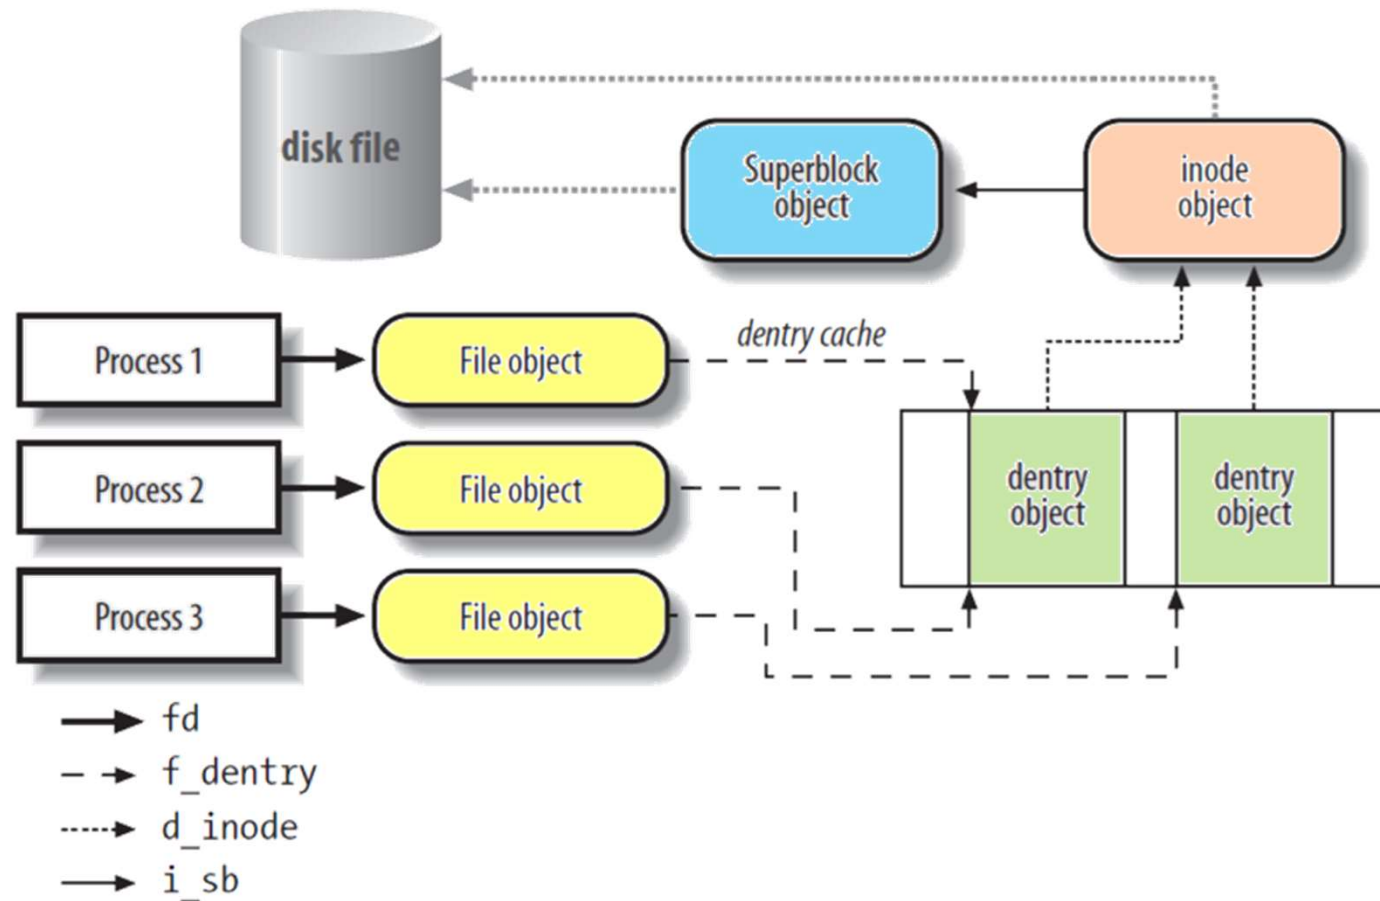 disk file
Superblock
object
inode
object
Process 1
File object
dentry cache
Process 2
File object
dentry
object
dentry
object
Process 3
File object
fd
f_dentry
d_inode
i_sb